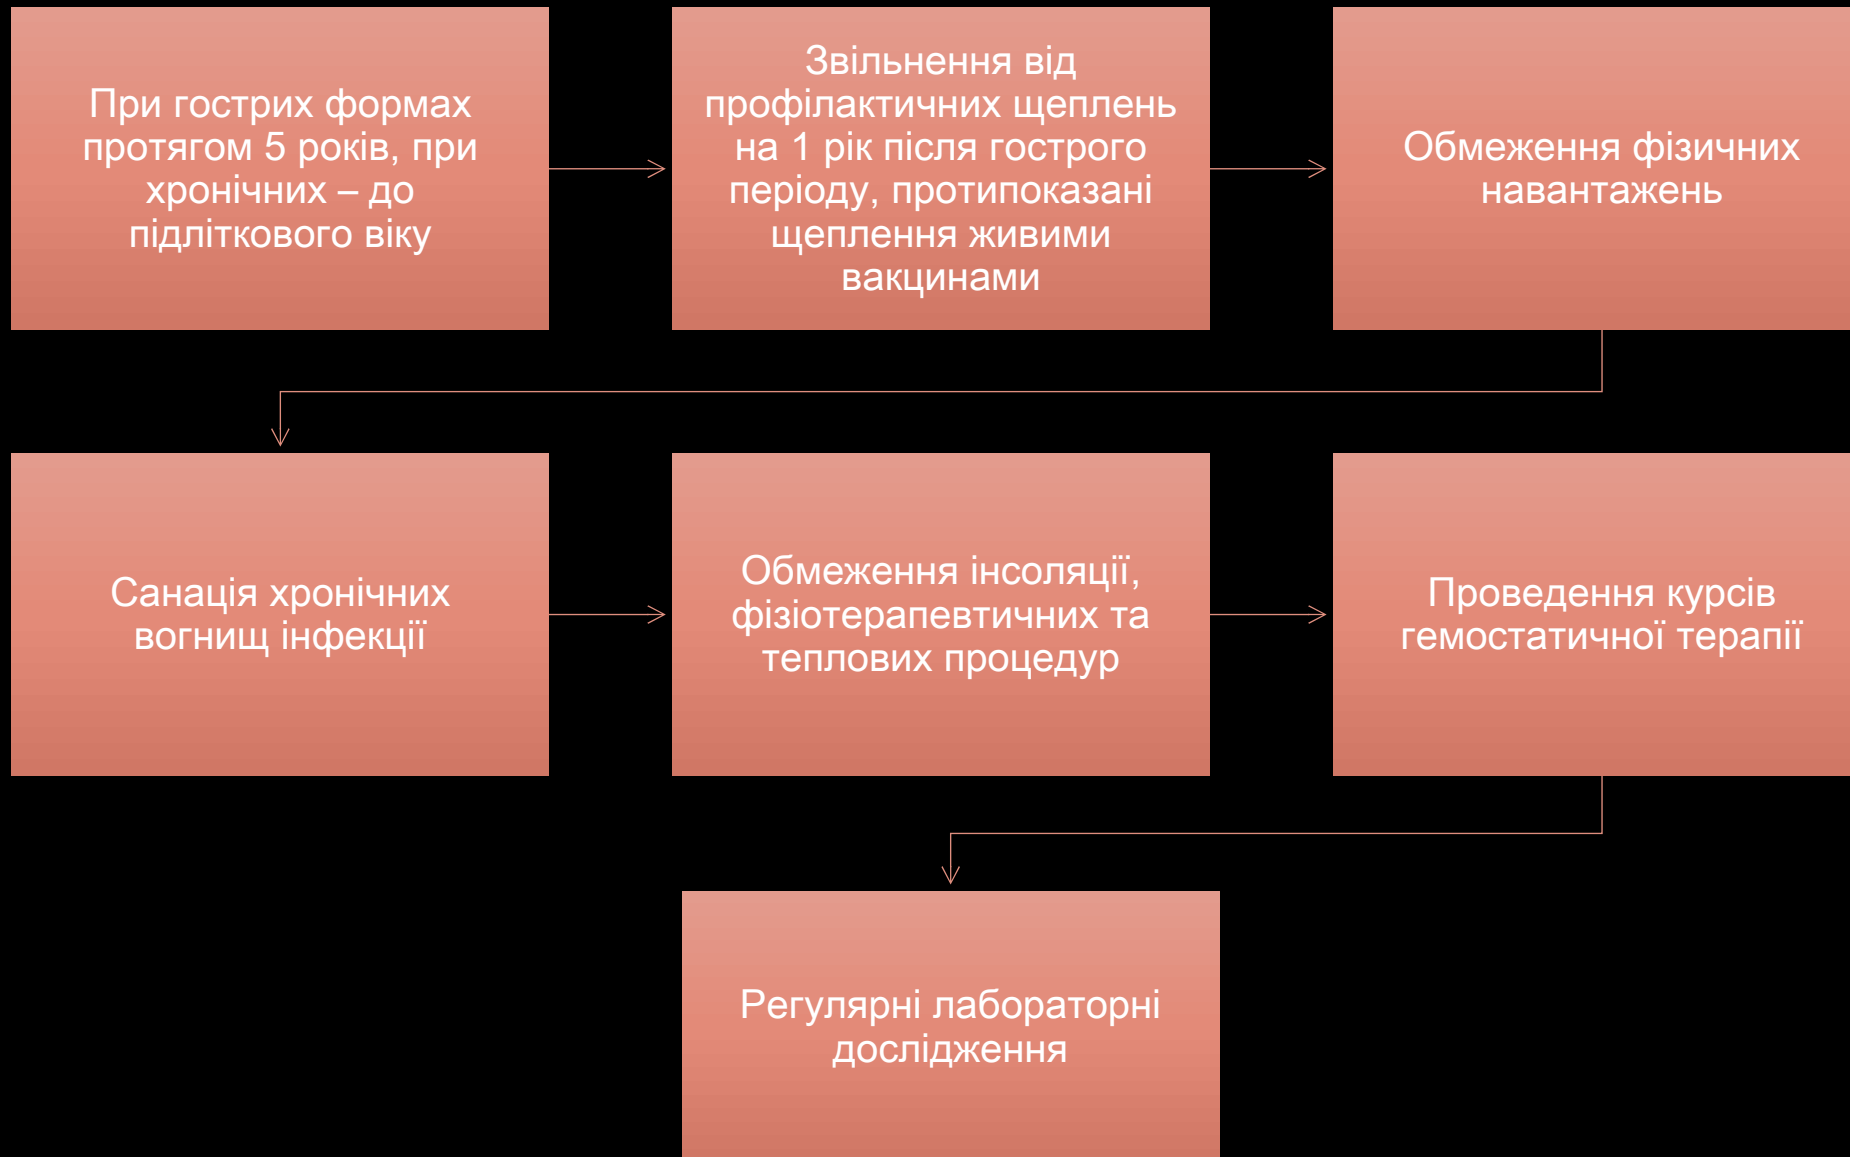 При гострих формах
протягом 5 років, при
хронічних – до
підліткового віку
Звільнення від
профілактичних щеплень
на 1 рік після гострого
періоду, протипоказані
щеплення живими
вакцинами
Обмеження фізичних
навантажень
Санація хронічних
вогнищ інфекції
Обмеження інсоляції,
фізіотерапевтичних та
теплових процедур
Проведення курсів
гемостатичної терапії
Регулярні лабораторні
дослідження